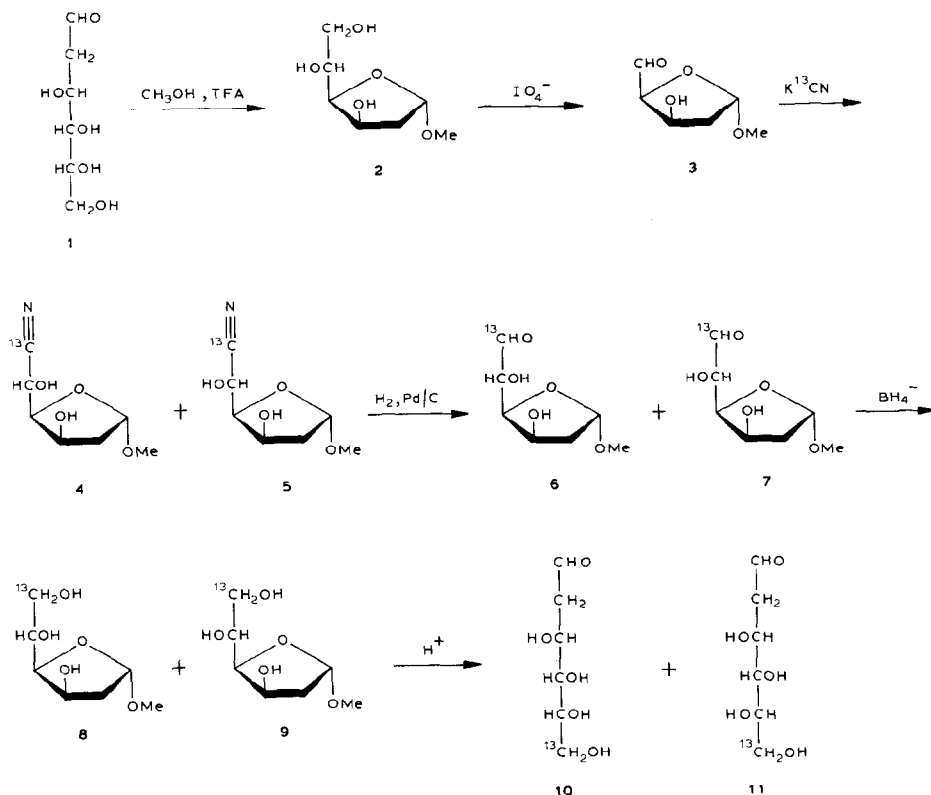 CHO
CH2
HOCH
HCOH
HCOH
CH2OH
1
CH3OH, TFA
CH2OH
HOCH
O
OH
OMe
2
IO4−
CHO
O
OH
OMe
3
K13CN
N
13C
HCOH
O
OH
OMe
4
+
N
13C
HOCH
O
OH
OMe
5
H2, Pd/C
13CHO
HCOH
O
OH
OMe
6
+
13CHO
HOCH
O
OH
OMe
7
BH4−
13CH2OH
HCOH
O
OH
OMe
8
+
13CH2OH
HOCH
O
OH
OMe
9
H+
CHO
CH2
HOCH
HCOH
HCOH
13CH2OH
10
+
CHO
CH2
HOCH
HCOH
HOCH
13CH2OH
11